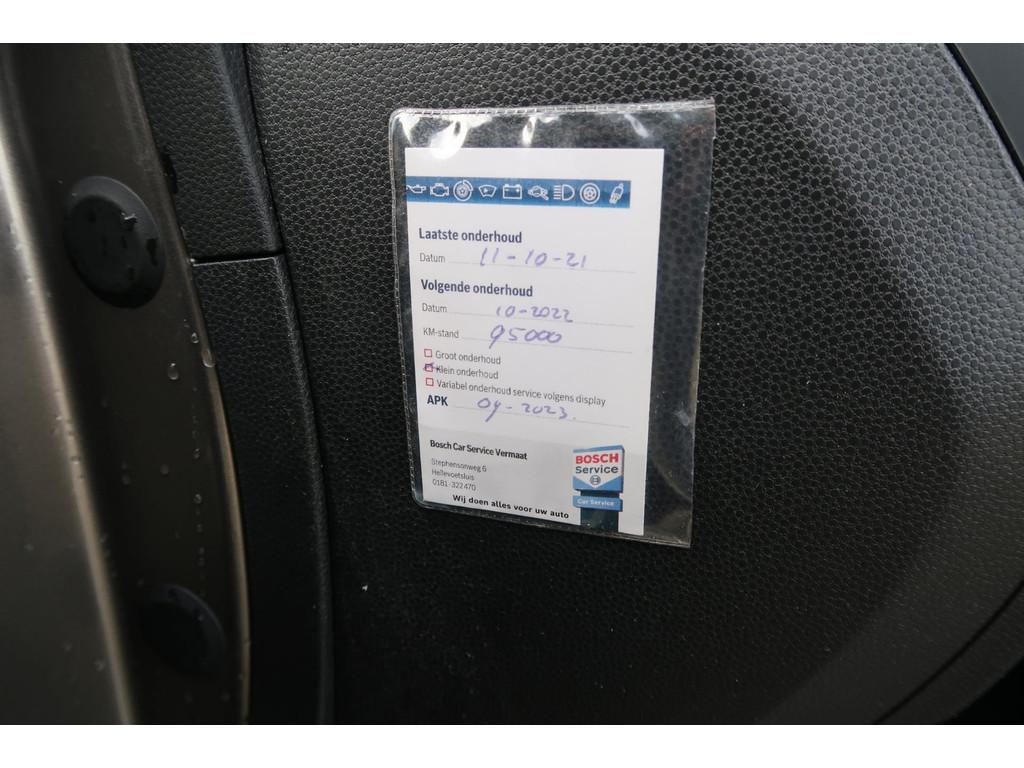 Laatste onderhoud
Datum 11-10-21
Volgende onderhoud
Datum 10-2022
KM-stand 95000
Groot onderhoud
Klein onderhoud
Variabel onderhoud service volgens display
APK 04-2023.
Bosch Car Service Vermaat
Stephensonweg 6
Hellevoetsluis
0181-322470
Wij doen alles voor uw auto
BOSCH
Service
Car Service